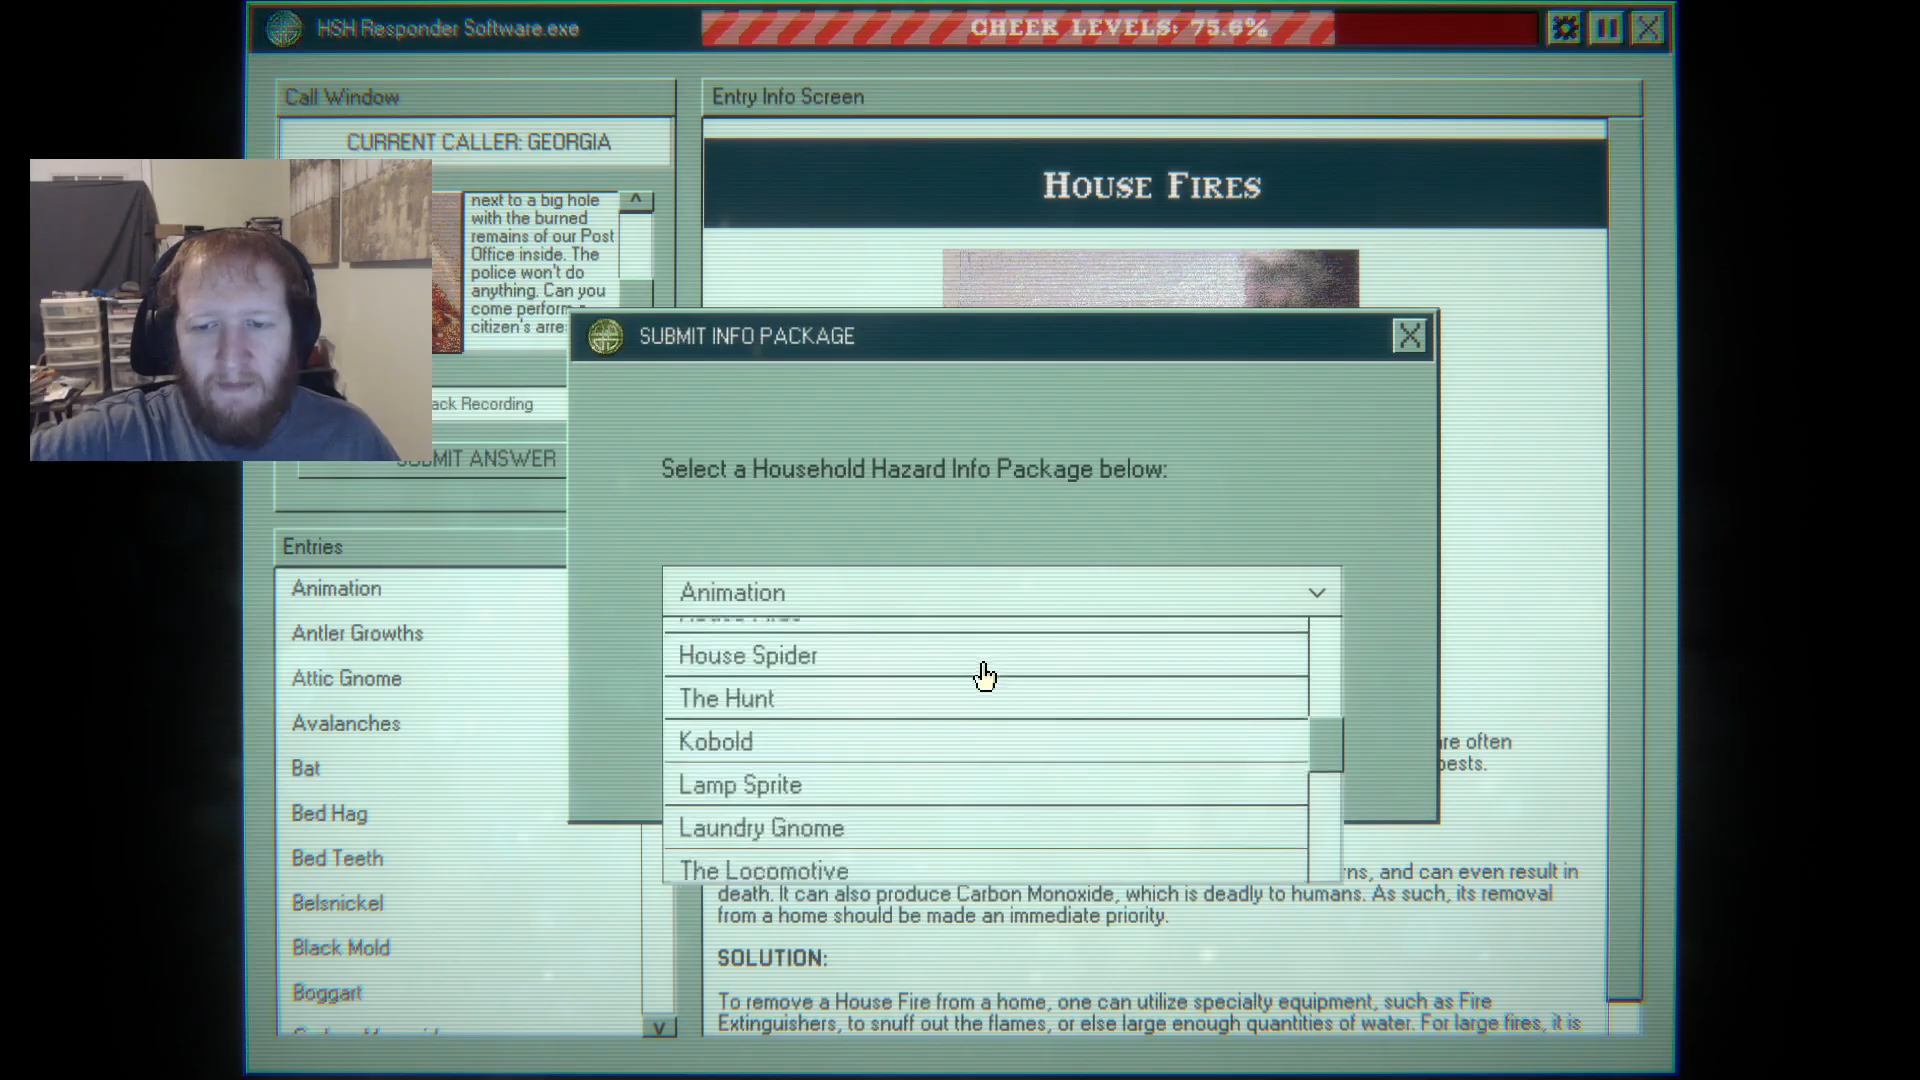 HSH Responder Software.exe
CHEER LEVELS: 75.6%
Call Window
CURRENT CALLER: GEORGIA
next to a big hole
with the burned
remains of our Post
Office inside. The
police won't do
anything. Can you
come perform
citizen's arre
ack Recording
SUBMIT ANSWER
Entries
Animation
Antler Growths
Attic Gnome
Avalanches
Bat
Bed Hag
Bed Teeth
Belsnickel
Black Mold
Boggart
Entry Info Screen
HOUSE FIRES
SUBMIT INFO PACKAGE
Select a Household Hazard Info Package below:
Animation
House Spider
The Hunt
Kobold
Lamp Sprite
Laundry Gnome
The Locomotive
re often
pests.
rns, and can even result in
death. It can also produce Carbon Monoxide, which is deadly to humans. As such, its removal
from a home should be made an immediate priority.
SOLUTION:
To remove a House Fire from a home, one can utilize specialty equipment, such as Fire
Extinguishers, to snuff out the flames, or else large enough quantities of water. For large fires, it is